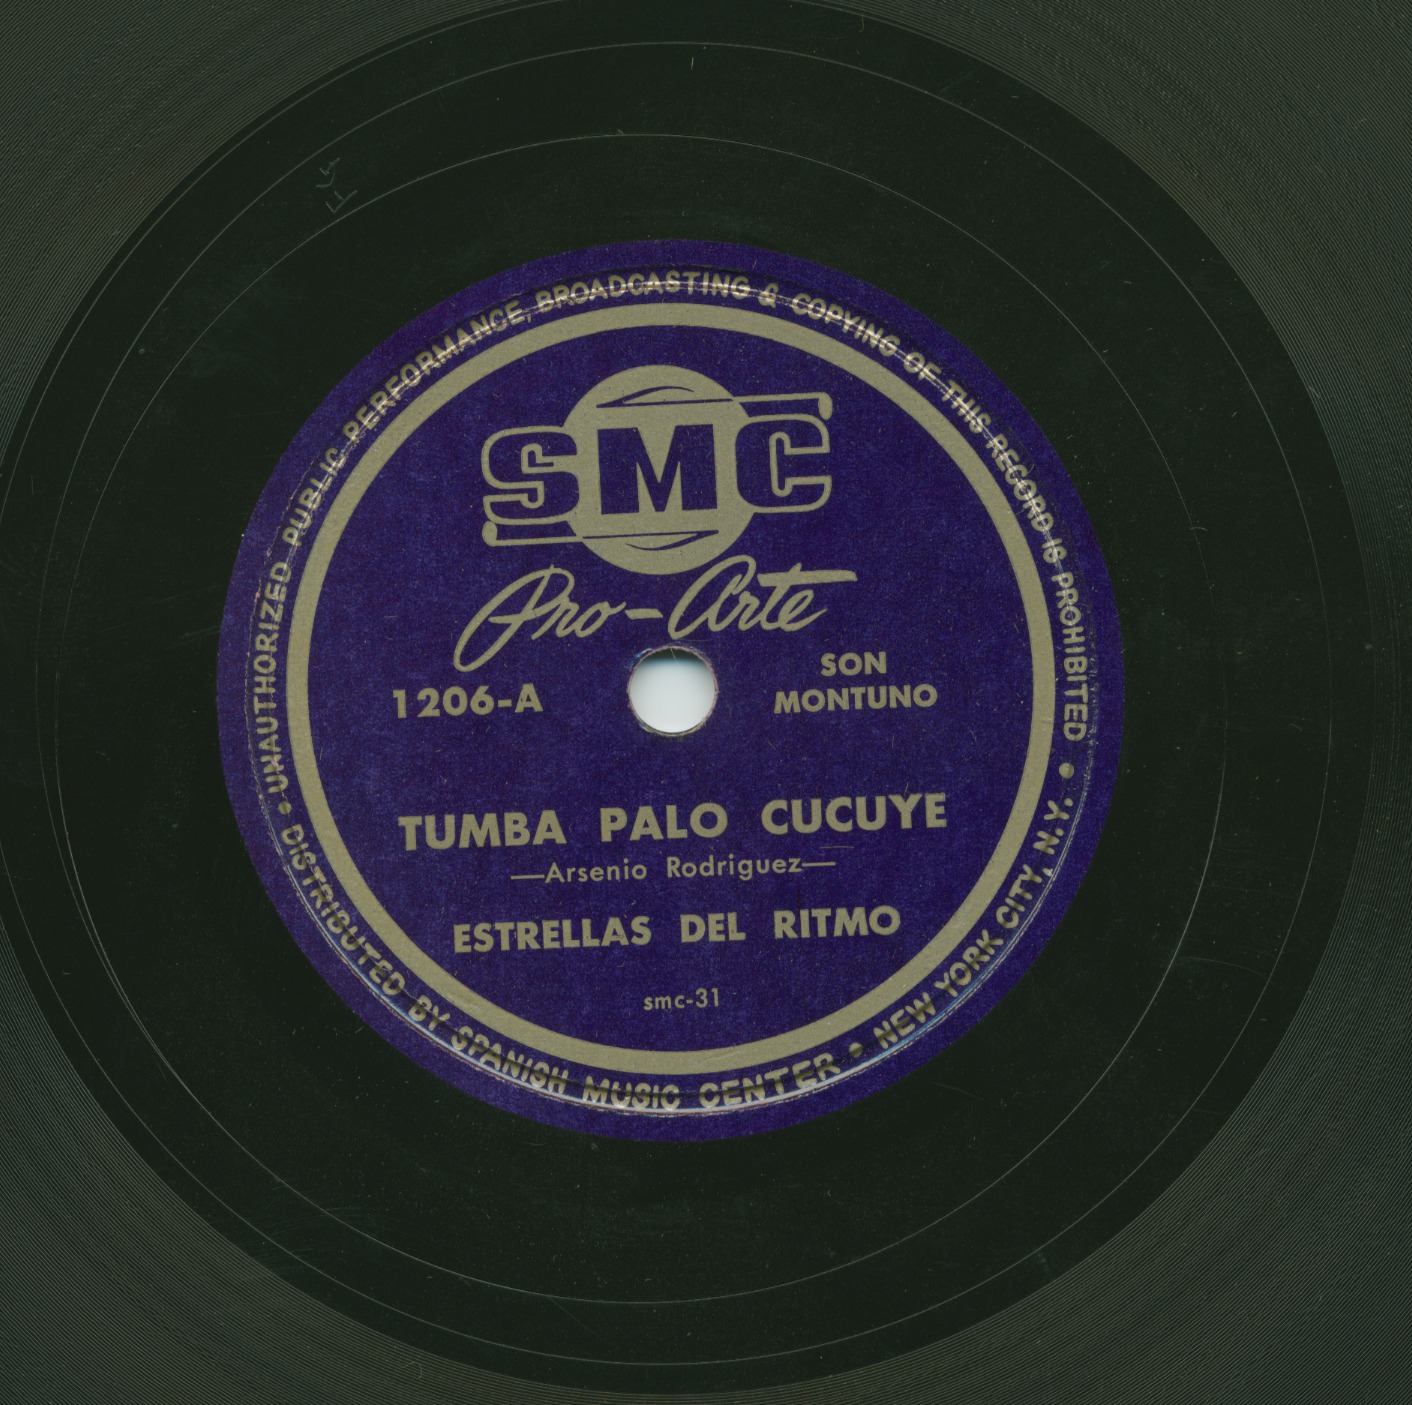 UNAUTHORIZED PUBLIC PERFORMANCE, BROADCASTING & COPYING OF THIS RECORD IS PROHIBITED
SMC
Pro-Arte
1206-A
SON
MONTUNO
TUMBA PALO CUCUYE
—Arsenio Rodriguez—
ESTRELLAS DEL RITMO
smc-31
• DISTRIBUTED BY SPANISH MUSIC CENTER • NEW YORK CITY, N.Y. •